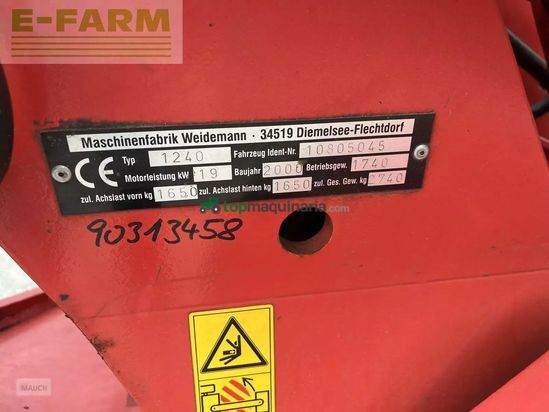 E-FARM
Maschinenfabrik Weidemann · 34519 Diemelsee-Flechtdorf
CE Typ 1240 Fahrzeug Ident-Nr. 10805045
Motorleistung kW 19 Baujahr 2000 Betriebsgew. 1740
zul. Achslast vorn kg 1650 zul. Achslast hinten kg 1650 zul. Ges. Gew. kg 2740
topmaquinaria.com
90313458
MAUCH